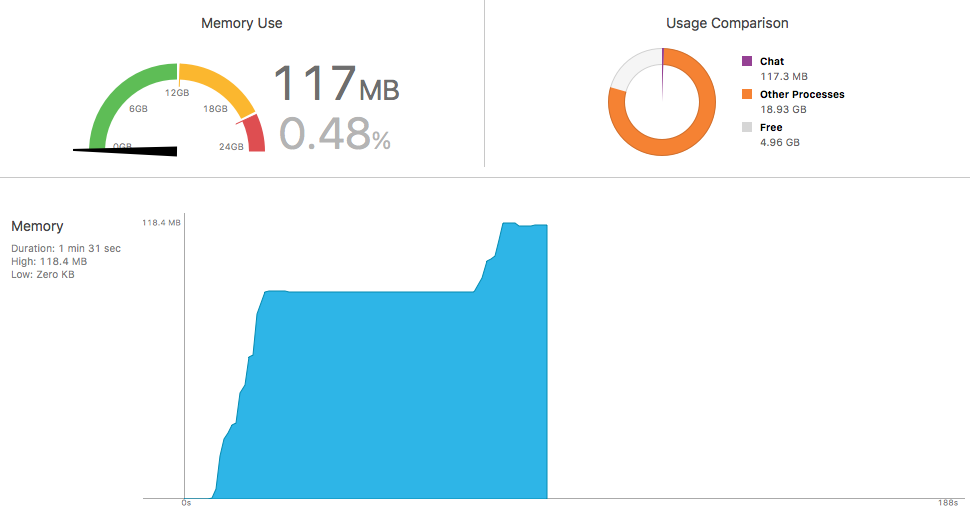 Memory Use
Usage Comparison
0GB
6GB
12GB
18GB
24GB
117MB
0.48%
Chat
117.3 MB
Other Processes
18.93 GB
Free
4.96 GB
Memory
Duration: 1 min 31 sec
High: 118.4 MB
Low: Zero KB
118.4 MB
0s
188s